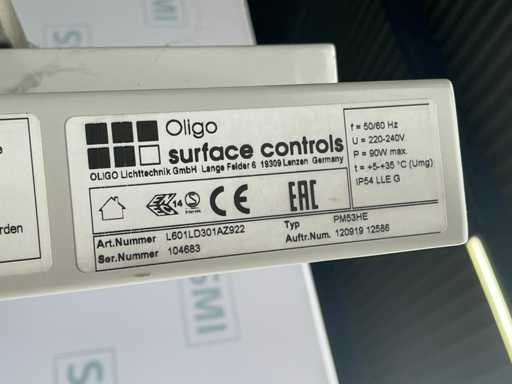 Oligo
surface controls
OLIGO Lichttechnik GmbH Lange Felder 6 19309 Lenzen Germany
f = 50/60 Hz
U = 220-240V
P = 90W max.
t = +5-+35 °C (Umg)
IP54 LLE G
14
CE
EAC
Art.Nummer L601LD301AZ922
Typ PM53HE
Ser.Nummer 104683
Auftr.Num. 120919 12586
e
rden
SMI